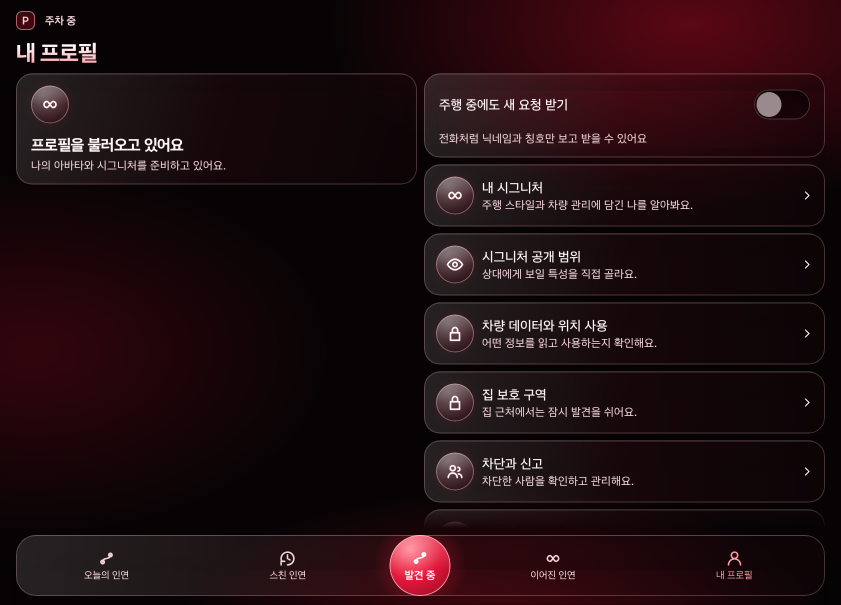 P 주차 중
내 프로필
프로필을 불러오고 있어요
나의 아바타와 시그니처를 준비하고 있어요.
주행 중에도 새 요청 받기
전화처럼 닉네임과 칭호만 보고 받을 수 있어요
내 시그니처
주행 스타일과 차량 관리에 담긴 나를 알아봐요.
시그니처 공개 범위
상대에게 보일 특성을 직접 골라요.
차량 데이터와 위치 사용
어떤 정보를 읽고 사용하는지 확인해요.
집 보호 구역
집 근처에서는 잠시 발견을 쉬어요.
차단과 신고
차단한 사람을 확인하고 관리해요.
오늘의 인연
스친 인연
발견 중
이어진 인연
내 프로필